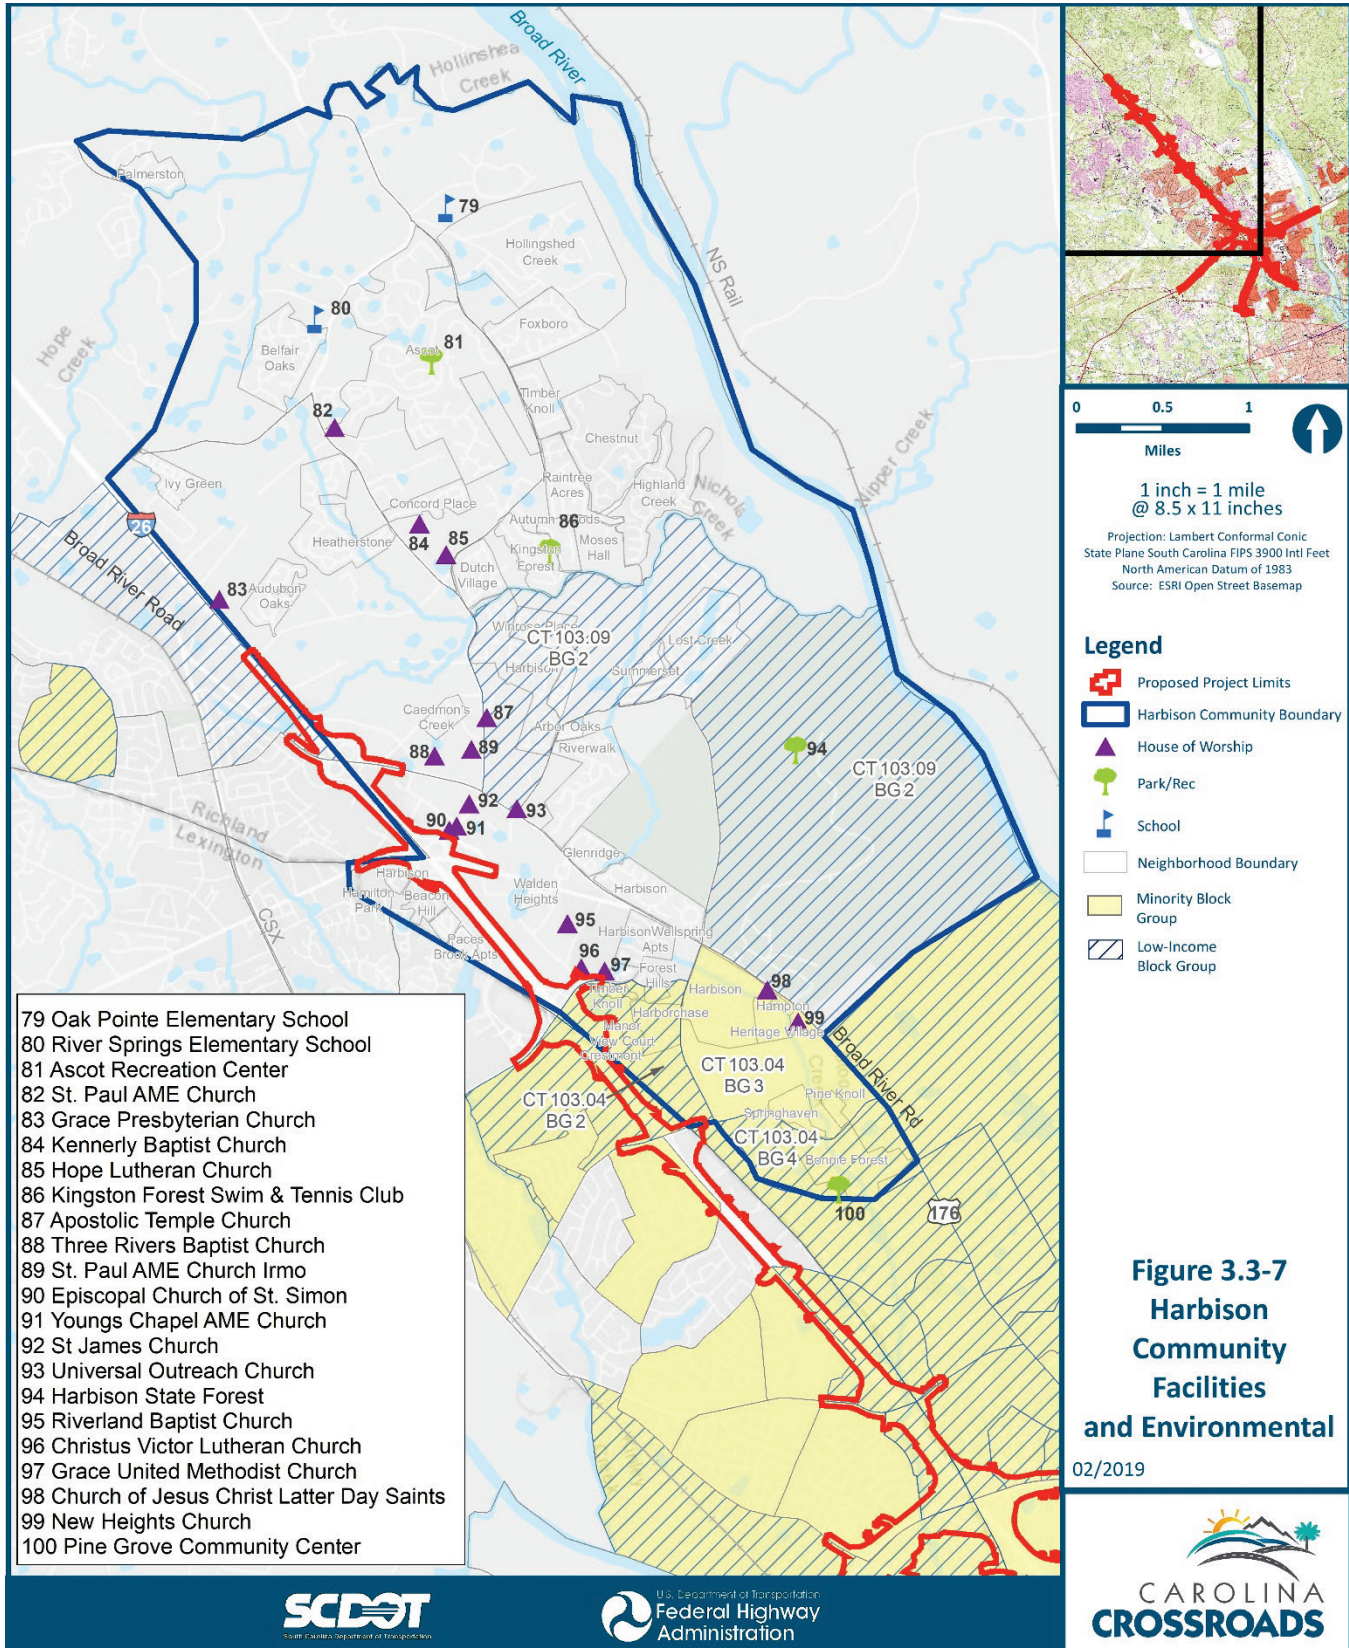 Broad River
Hollinshea
Creek
Palmerston
79
Hollingshed
Creek
NS Rail
80
Foxboro
Hope
Creek
Belfair
Oaks
Ascot
81
Timber
Knoll
82
Chestnut
Nipper Creek
Ivy Green
Raintree
Acres
Highland
Creek
Nichols
Creek
26
Concord Place
Autumn Woods
86
84
85
Heatherstone
Kingston
Forest
Moses
Hall
Dutch
Village
Broad River Road
83
Audubon
Oaks
Winrose Place
CT 103.09
BG 2
Lost Creek
Harbison
Summerset
Caedmon's
Creek
87
Arbor Oaks
88
89
Riverwalk
94
CT 103.09
BG 2
Richland
Lexington
92
93
90
91
Glenridge
Harbison
Hamilton
Park
Beacon
Hill
Walden
Heights
Harbison
CSX
95
Paces
Brook Apts
Harbison
Wellspring
Apts
96
97
Forest
Hills
Harbison
98
Timber
Knoll
Harborchase
Hampton
99
Manor
View Court
Crestmont
Heritage Village
Broad River Rd
CT 103.04
BG 3
CT 103.04
BG 2
Pine Knoll
Springhaven
CT 103.04
BG 4
Bonnie Forest
100
176
79 Oak Pointe Elementary School
80 River Springs Elementary School
81 Ascot Recreation Center
82 St. Paul AME Church
83 Grace Presbyterian Church
84 Kennerly Baptist Church
85 Hope Lutheran Church
86 Kingston Forest Swim & Tennis Club
87 Apostolic Temple Church
88 Three Rivers Baptist Church
89 St. Paul AME Church Irmo
90 Episcopal Church of St. Simon
91 Youngs Chapel AME Church
92 St James Church
93 Universal Outreach Church
94 Harbison State Forest
95 Riverland Baptist Church
96 Christus Victor Lutheran Church
97 Grace United Methodist Church
98 Church of Jesus Christ Latter Day Saints
99 New Heights Church
100 Pine Grove Community Center
0 0.5 1
Miles
1 inch = 1 mile
@ 8.5 x 11 inches
Projection: Lambert Conformal Conic
State Plane South Carolina FIPS 3900 Intl Feet
North American Datum of 1983
Source: ESRI Open Street Basemap
Legend
Proposed Project Limits
Harbison Community Boundary
House of Worship
Park/Rec
School
Neighborhood Boundary
Minority Block
Group
Low-Income
Block Group
Figure 3.3-7
Harbison
Community
Facilities
and Environmental
02/2019
SCDOT
South Carolina Department of Transportation
U.S. Department of Transportation
Federal Highway
Administration
CAROLINA
CROSSROADS